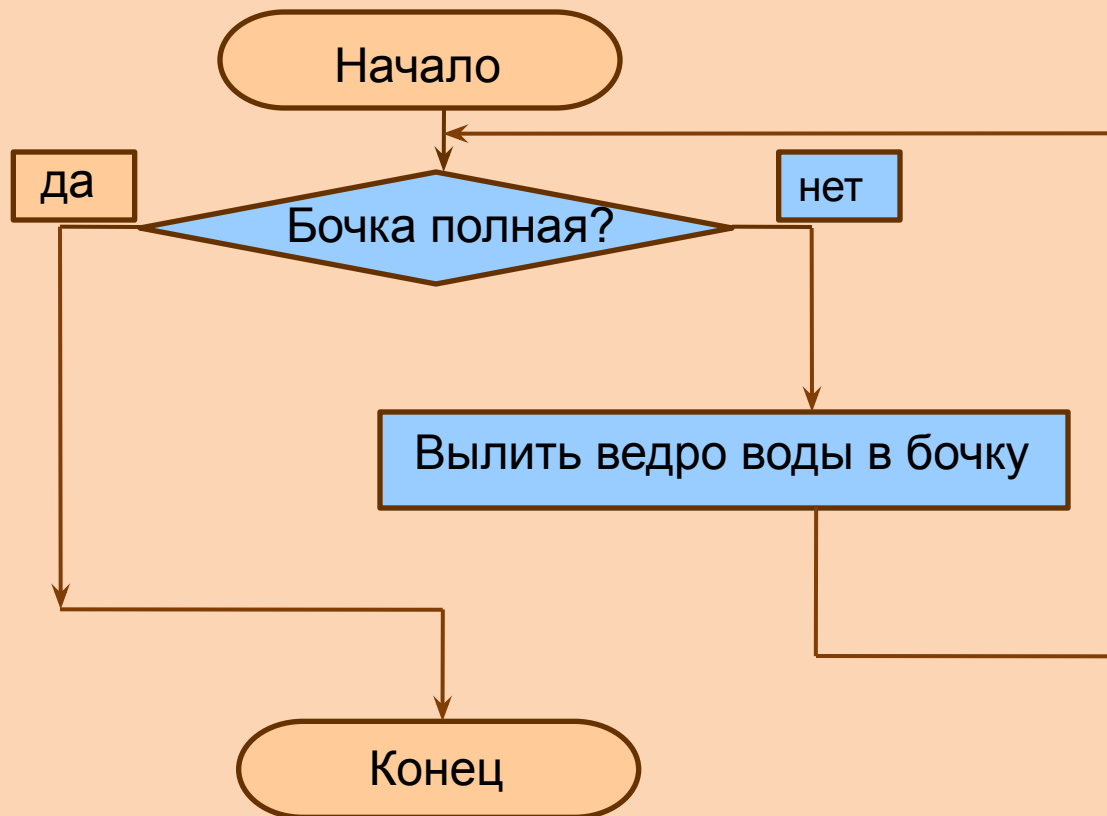 Начало
да
нет
Бочка полная?
Вылить ведро воды в бочку
Конец